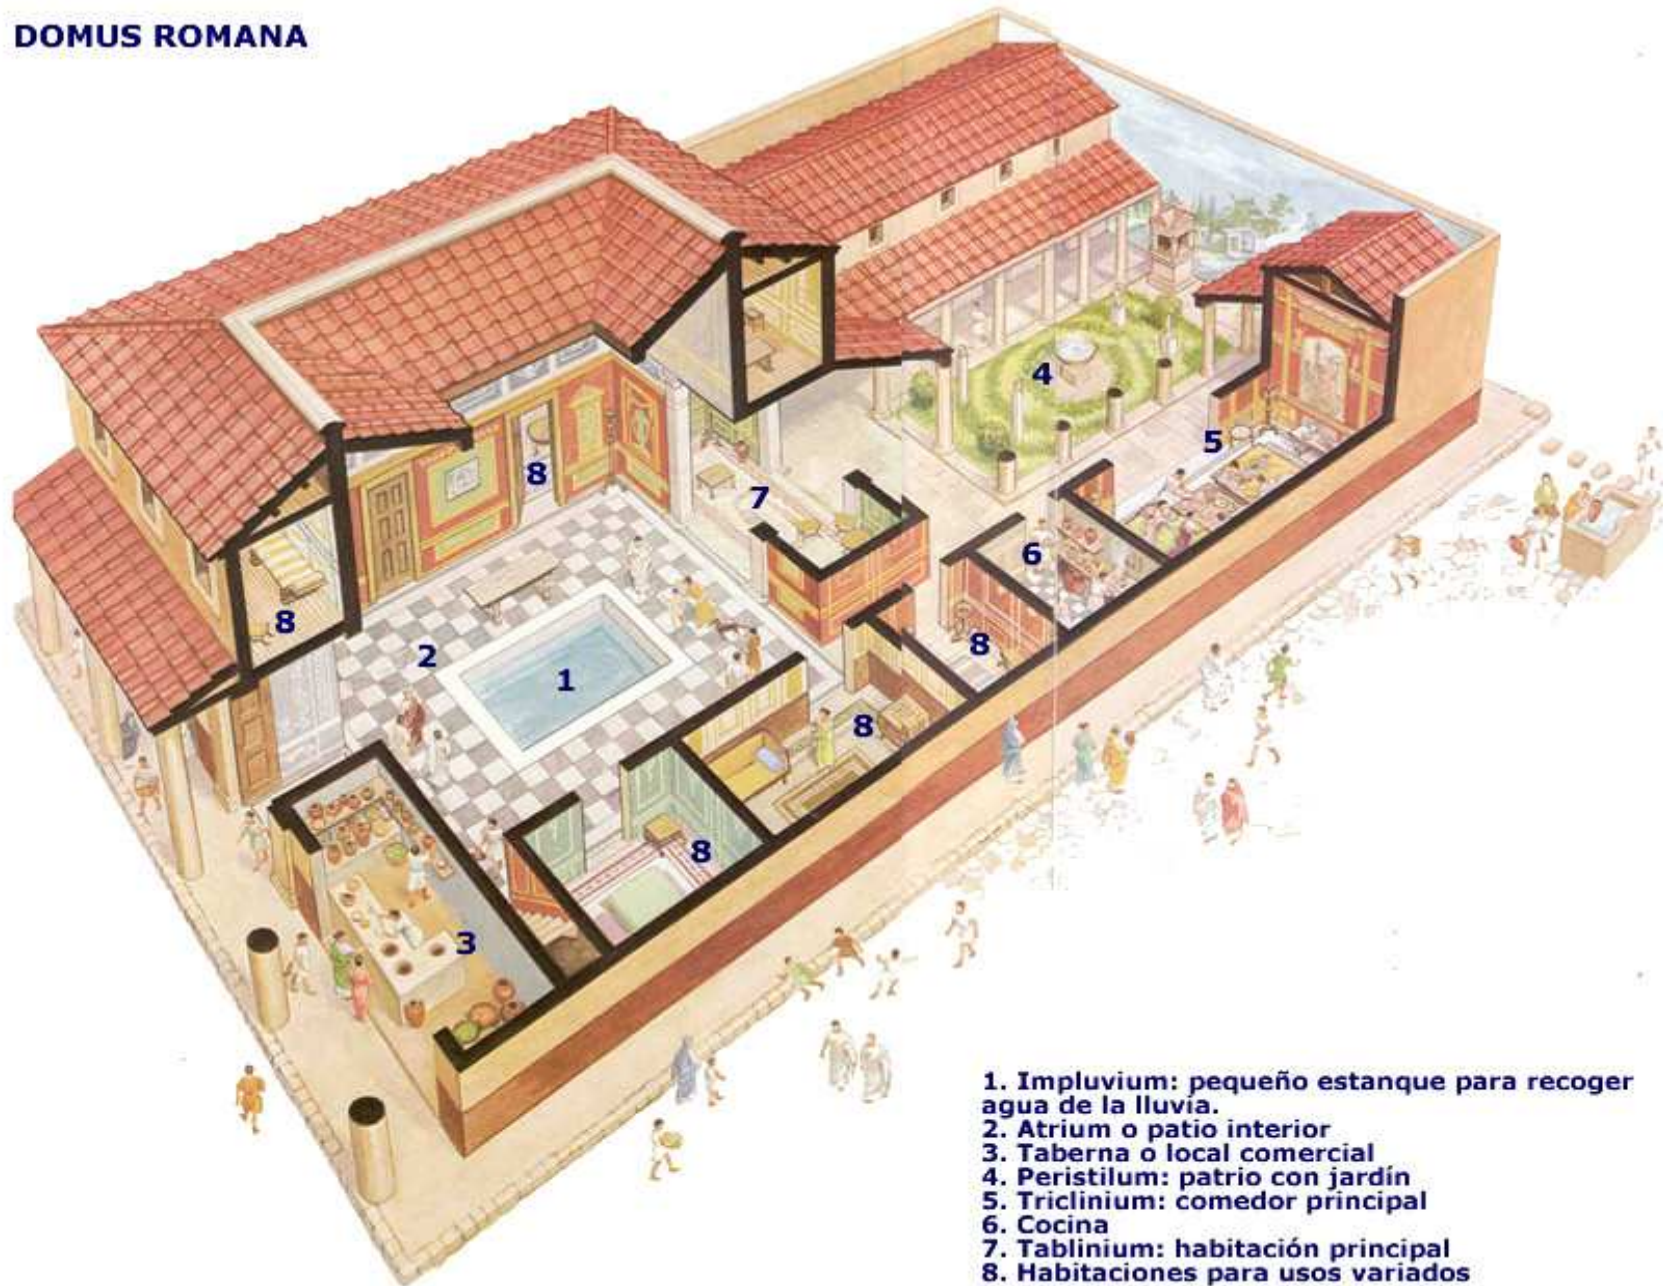 DOMUS ROMANA
4
5
8
7
6
8
8
2
1
8
8
3
1. Impluvium: pequeño estanque para recoger
agua de la lluvia.
2. Atrium o patio interior
3. Taberna o local comercial
4. Peristilum: patrio con jardín
5. Triclinium: comedor principal
6. Cocina
7. Tablinium: habitación principal
8. Habitaciones para usos variados